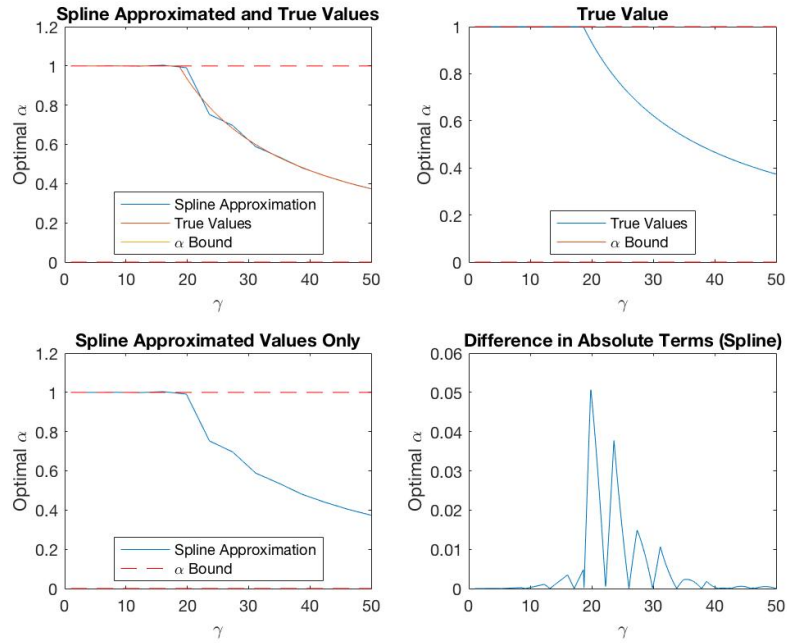 Spline Approximated and True Values
1.2
1
0.8
0.6
0.4
0.2
0
Optimal α
Spline Approximation
True Values
α Bound
0 10 20 30 40 50
γ
True Value
1
0.8
0.6
0.4
0.2
0
Optimal α
True Values
α Bound
0 10 20 30 40 50
γ
Spline Approximated Values Only
1.2
1
0.8
0.6
0.4
0.2
0
Optimal α
Spline Approximation
α Bound
0 10 20 30 40 50
γ
Difference in Absolute Terms (Spline)
0.06
0.05
0.04
0.03
0.02
0.01
0
Optimal α
0 10 20 30 40 50
γ